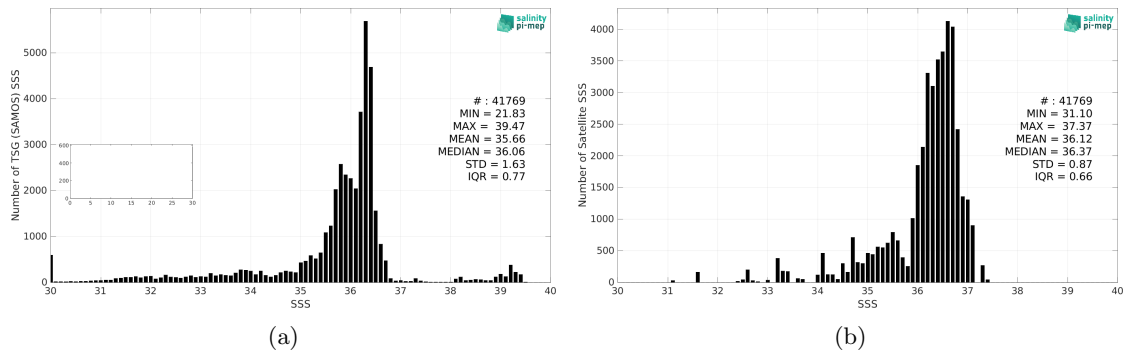 salinity
pi-mep
Number of TSG (SAMOS) SSS
5000
4000
3000
2000
1000
0
# : 41769
MIN = 21.83
MAX = 39.47
MEAN = 35.66
MEDIAN = 36.06
STD = 1.63
IQR = 0.77
600
400
200
0
0 5 10 15 20 25 30
30 31 32 33 34 35 36 37 38 39 40
SSS
(a)
salinity
pi-mep
Number of Satellite SSS
4000
3500
3000
2500
2000
1500
1000
500
0
# : 41769
MIN = 31.10
MAX = 37.37
MEAN = 36.12
MEDIAN = 36.37
STD = 0.87
IQR = 0.66
30 31 32 33 34 35 36 37 38 39 40
SSS
(b)